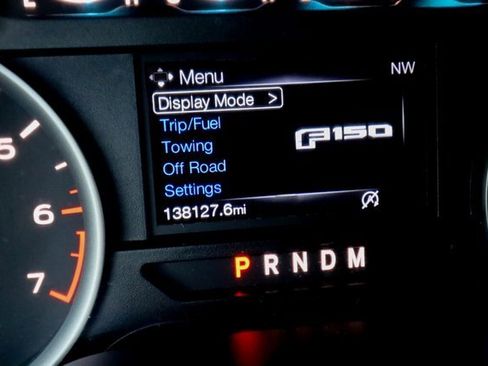 E
Menu
NW
Display Mode >
Trip/Fuel
Towing
F150
Off Road
Settings
138127.6mi
5
6
7
P R N D M